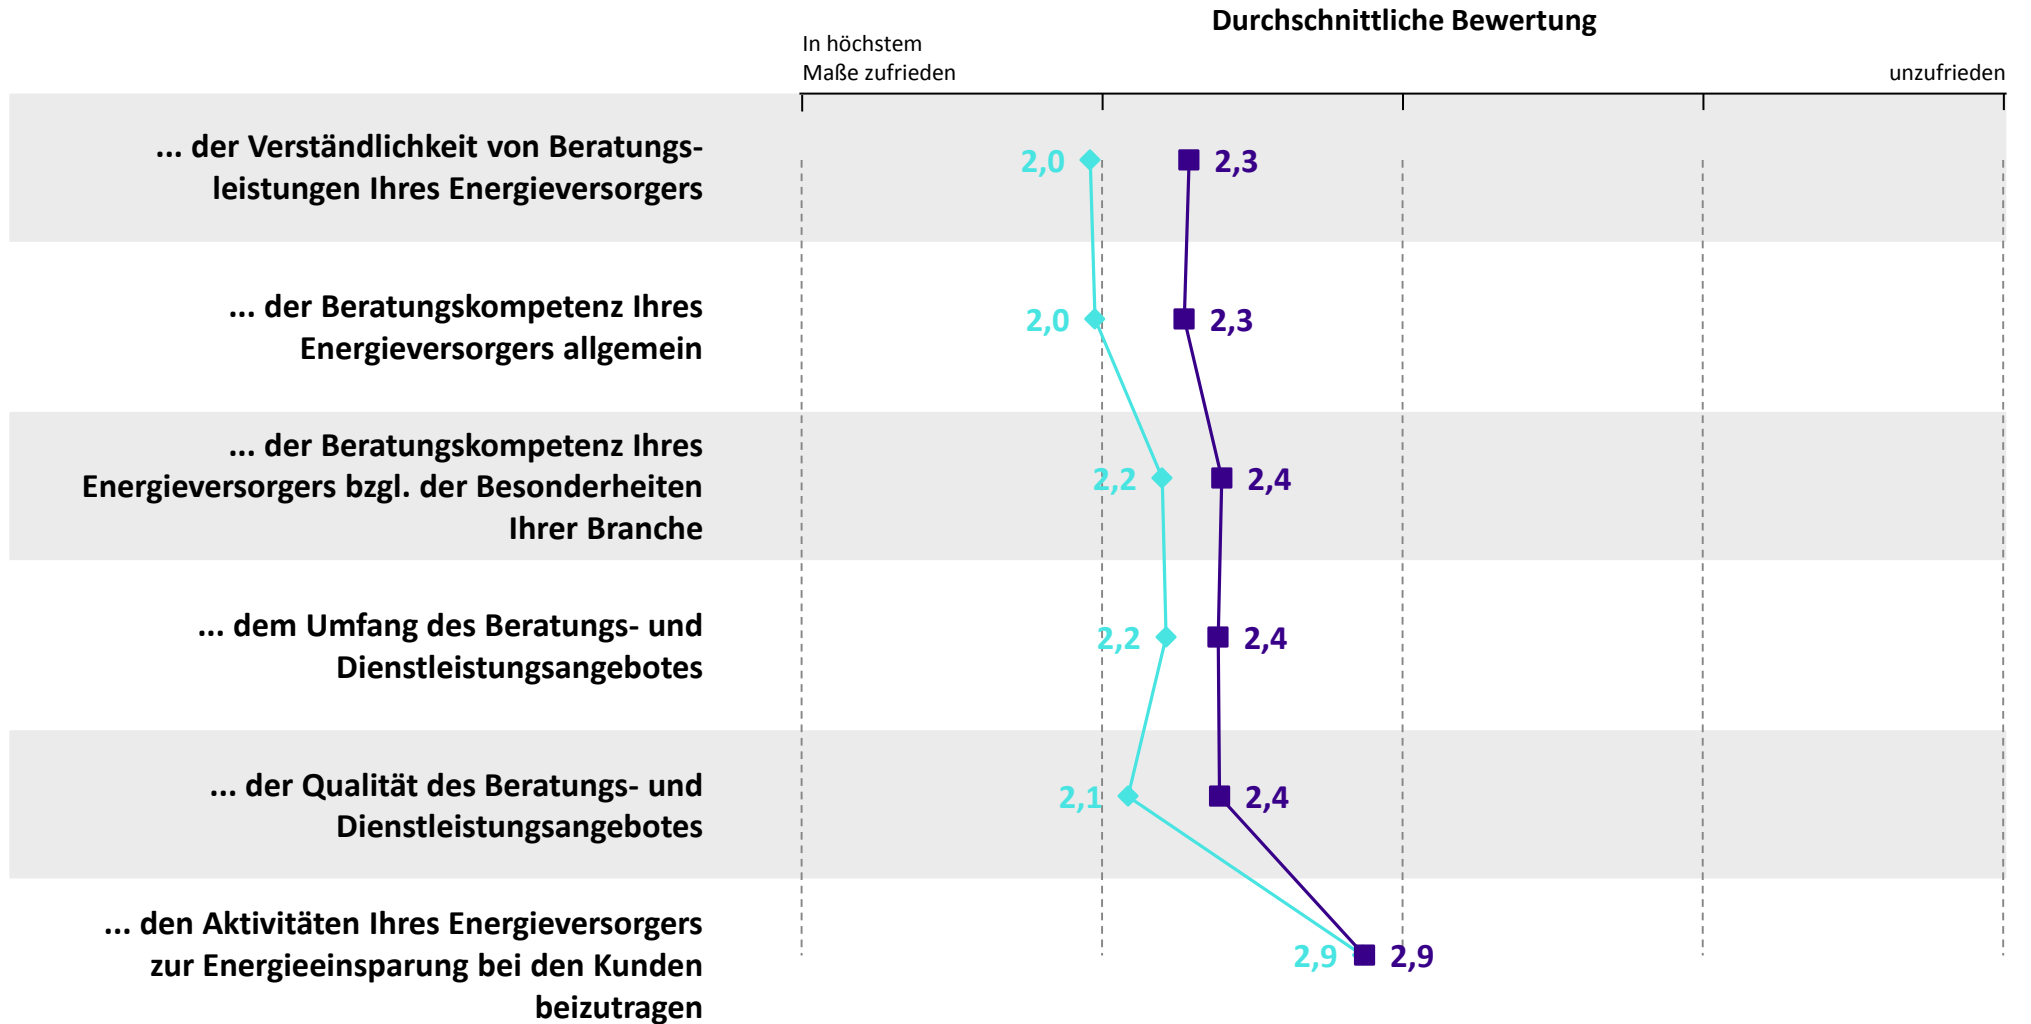 Durchschnittliche Bewertung
In höchstem
Maße zufrieden
unzufrieden
... der Verständlichkeit von Beratungs-
leistungen Ihres Energieversorgers
2,0
2,3
... der Beratungskompetenz Ihres
Energieversorgers allgemein
2,0
2,3
... der Beratungskompetenz Ihres
Energieversorgers bzgl. der Besonderheiten
Ihrer Branche
2,2
2,4
... dem Umfang des Beratungs- und
Dienstleistungsangebotes
2,2
2,4
... der Qualität des Beratungs- und
Dienstleistungsangebotes
2,1
2,4
... den Aktivitäten Ihres Energieversorgers
zur Energieeinsparung bei den Kunden
beizutragen
2,9
2,9